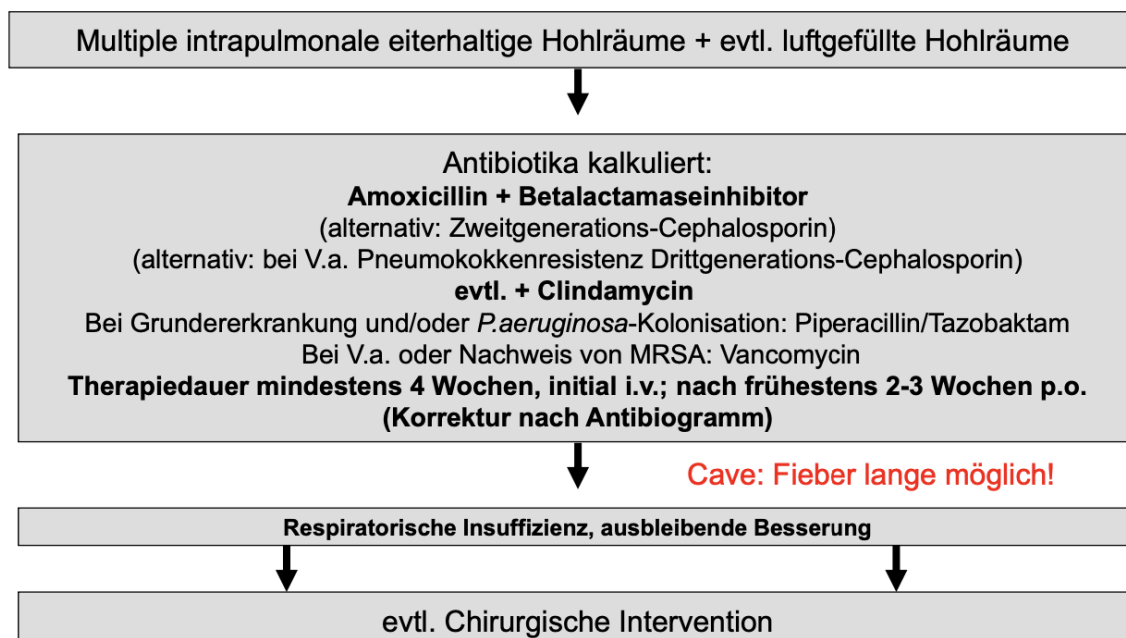 Multiple intrapulmonale eiterhaltige Hohlräume + evtl. luftgefüllte Hohlräume
Antibiotika kalkuliert:
Amoxicillin + Betalactamaseinhibitor
(alternativ: Zweitgenerations-Cephalosporin)
(alternativ: bei V.a. Pneumokokkenresistenz Drittgenerations-Cephalosporin)
evtl. + Clindamycin
Bei Grundererkrankung und/oder P.aeruginosa-Kolonisation: Piperacillin/Tazobaktam
Bei V.a. oder Nachweis von MRSA: Vancomycin
Therapiedauer mindestens 4 Wochen, initial i.v.; nach frühestens 2-3 Wochen p.o.
(Korrektur nach Antibiogramm)
Cave: Fieber lange möglich!
Respiratorische Insuffizienz, ausbleibende Besserung
evtl. Chirurgische Intervention